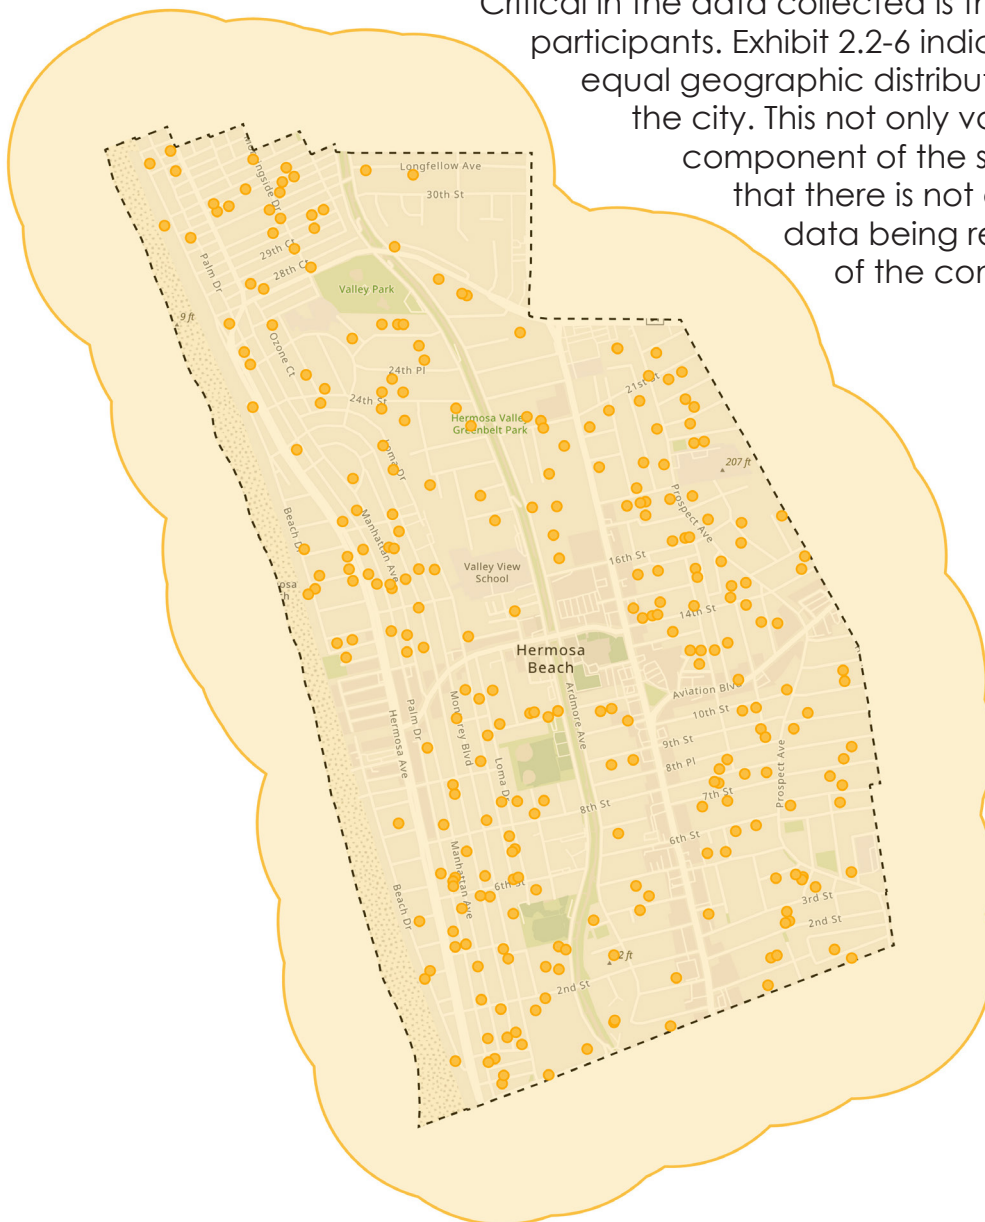 Critical in the data collected is th
participants. Exhibit 2.2-6 indic
equal geographic distribut
the city. This not only va
component of the s
that there is not
data being re
of the con
Longfellow Ave
30th St
29th Ct
28th Ct
Palm Dr
Valley Park
9 ft
Ozone Ct
24th Pl
24th St
21st St
Hermosa Valley
Greenbelt Park
Loma Dr
207 ft
Prospect Ave
Beach D
Manhattan Ave
16th St
Valley View
School
osa
h
14th St
Hermosa
Beach
Aviation Blvd
10th St
Palm Dr
Monterey Blvd
Ardmore Ave
Hermosa Ave
9th St
8th Pl
Prospect Ave
Loma D
7th St
8th St
6th St
Manhattan Ave
6th St
Beach Dr
3rd St
2nd St
2 ft
2nd St